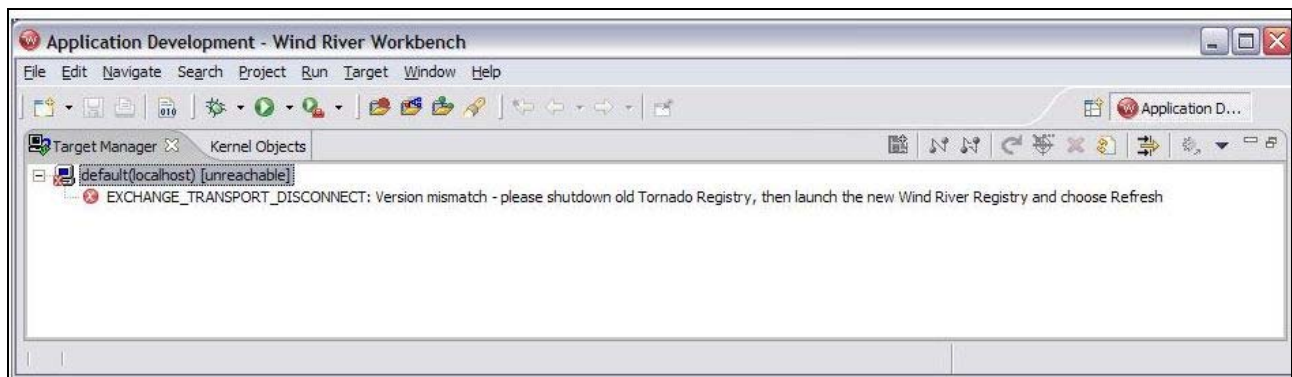 Application Development - Wind River Workbench
File Edit Navigate Search Project Run Target Window Help
010
Application D...
Target Manager Kernel Objects
default(localhost) [unreachable]
EXCHANGE_TRANSPORT_DISCONNECT: Version mismatch - please shutdown old Tornado Registry, then launch the new Wind River Registry and choose Refresh